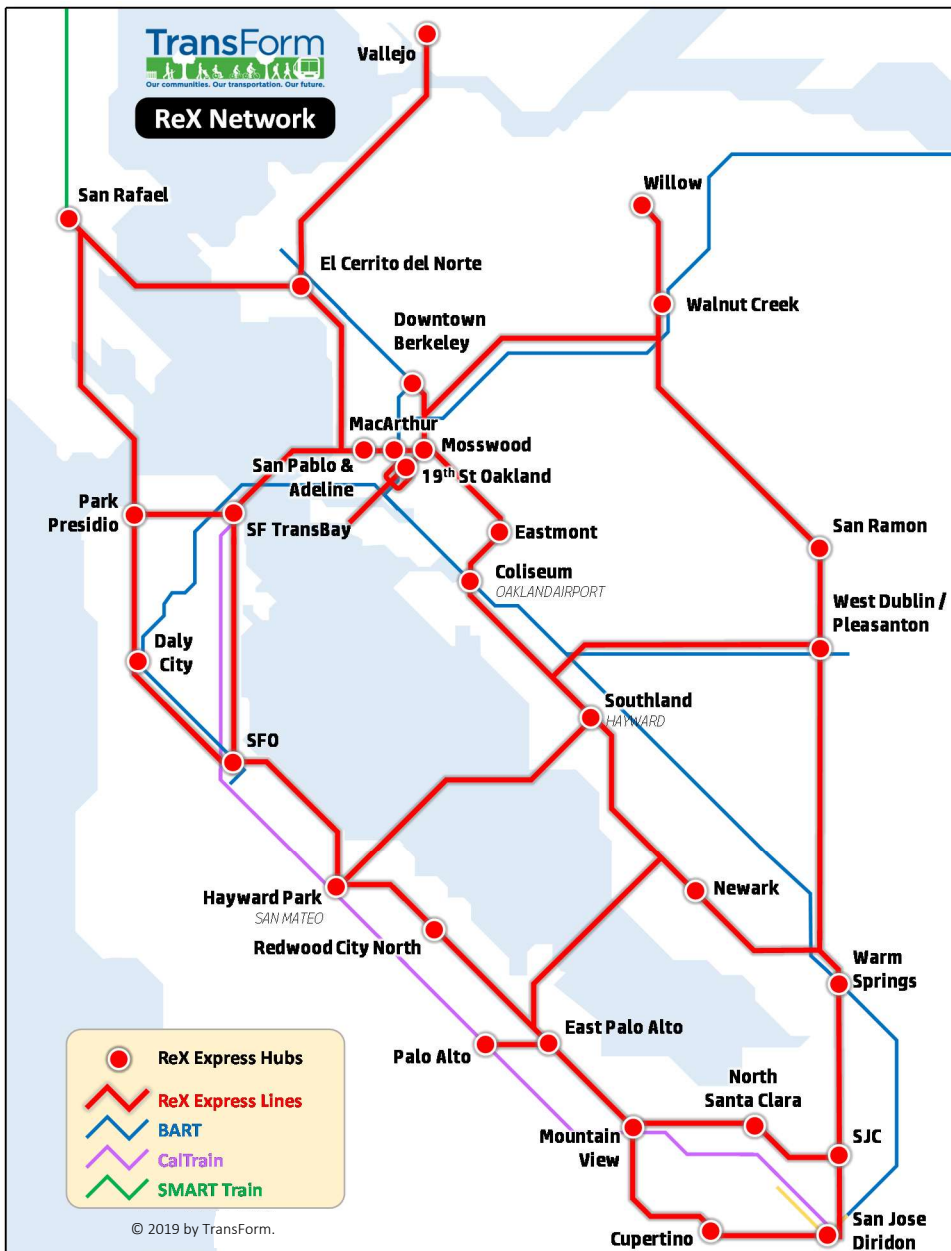 TransForm
Our communities. Our transportation. Our future.
ReX Network
Vallejo
San Rafael
Willow
El Cerrito del Norte
Walnut Creek
Downtown
Berkeley
MacArthur
Mosswood
San Pablo &
Adeline
19th St Oakland
Park
Presidio
SF TransBay
Eastmont
San Ramon
Coliseum
OAKLANDAIRPORT
West Dublin /
Pleasanton
Daly
City
Southland
HAYWARD
SFO
Hayward Park
SAN MATEO
Newark
Redwood City North
Warm
Springs
East Palo Alto
Palo Alto
North
Santa Clara
Mountain
View
SJC
San Jose
Diridon
Cupertino
ReX Express Hubs
ReX Express Lines
BART
CalTrain
SMART Train
© 2019 by TransForm.